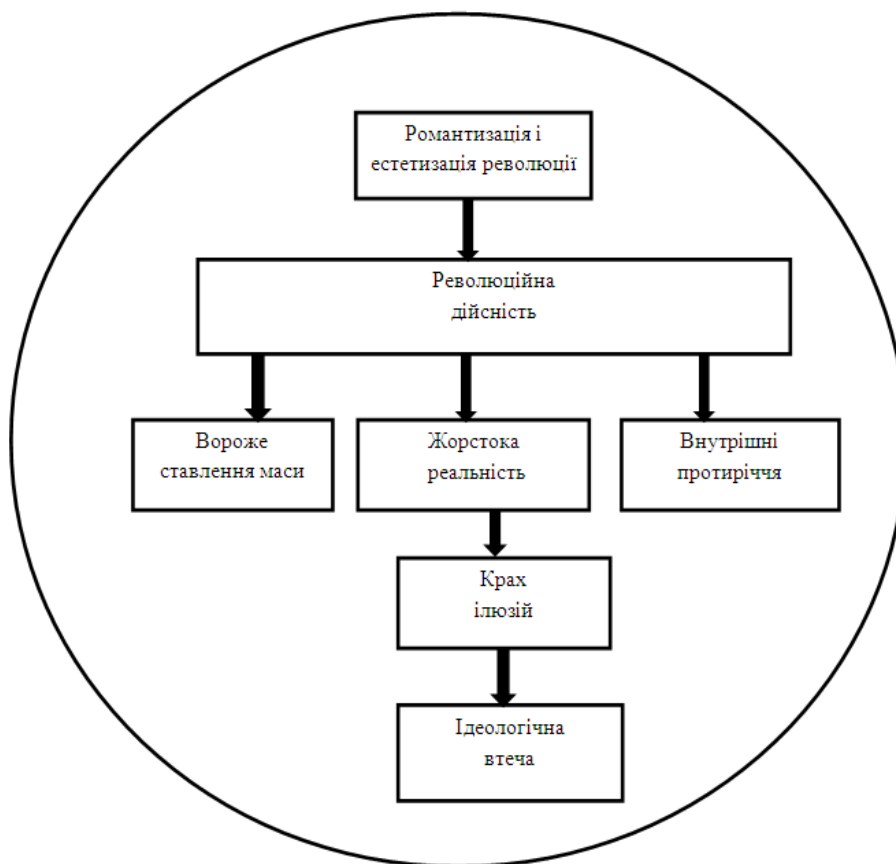 Романтизація і
естетизація революції
Революційна
дійсність
Вороже
ставлення маси
Жорстока
реальність
Внутрішні
протиріччя
Крах
ілюзій
Ідеологічна
втеча